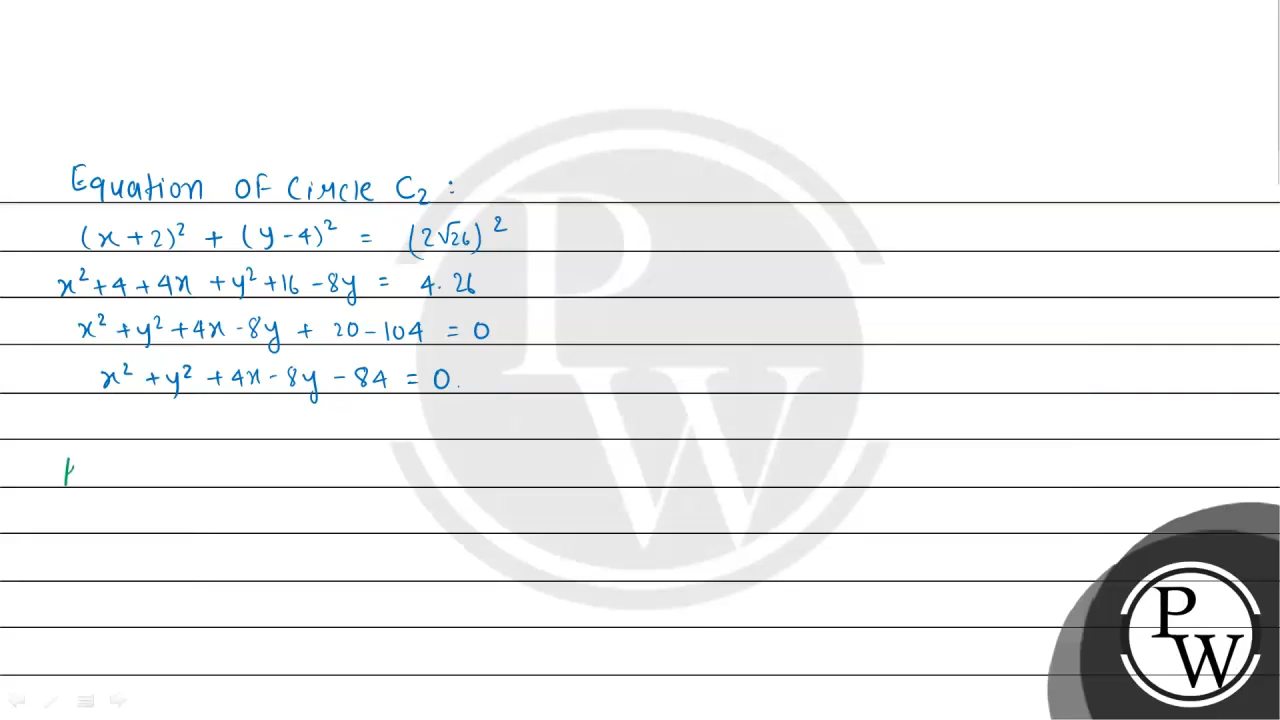 Equation of Circle C₂ :
(x + 2)² + (y - 4)² = (2√26)²
x² + 4 + 4x + y² + 16 - 8y = 4.26
x² + y² + 4x - 8y + 20 - 104 = 0
x² + y² + 4x - 8y - 84 = 0.
P
W
P
W